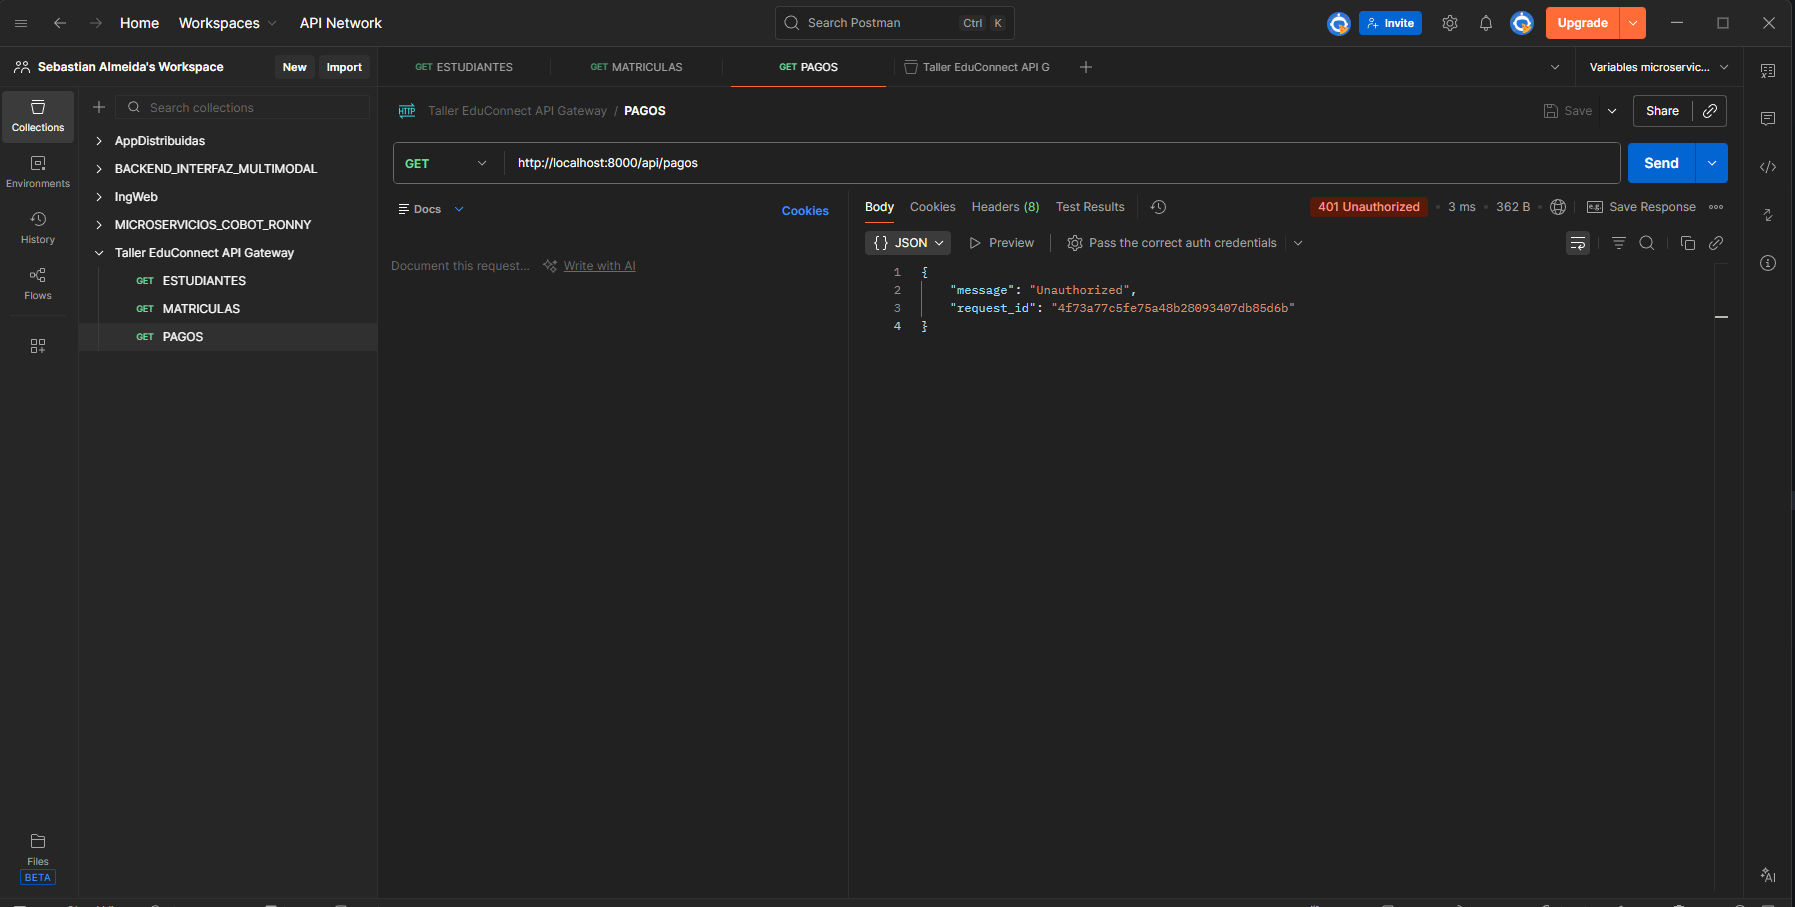 Home
Workspaces
API Network
Search Postman
Ctrl K
Invite
Upgrade
Sebastian Almeida's Workspace
New
Import
GET ESTUDIANTES
GET MATRICULAS
GET PAGOS
Taller EduConnect API G
Variables microservic...
Collections
Environments
History
Flows
Files
BETA
Search collections
AppDistribuidas
BACKEND_INTERFAZ_MULTIMODAL
IngWeb
MICROSERVICIOS_COBOT_RONNY
Taller EduConnect API Gateway
GET ESTUDIANTES
GET MATRICULAS
GET PAGOS
HTTP Taller EduConnect API Gateway / PAGOS
Save
Share
GET http://localhost:8000/api/pagos
Send
Docs
Cookies
Document this request...
Write with AI
Body Cookies Headers (8) Test Results
401 Unauthorized • 3 ms • 362 B
e.g. Save Response
{} JSON
Preview
Pass the correct auth credentials
1 {
2 "message": "Unauthorized",
3 "request_id": "4f73a77c5fe75a48b28093407db85d6b"
4 }
AI